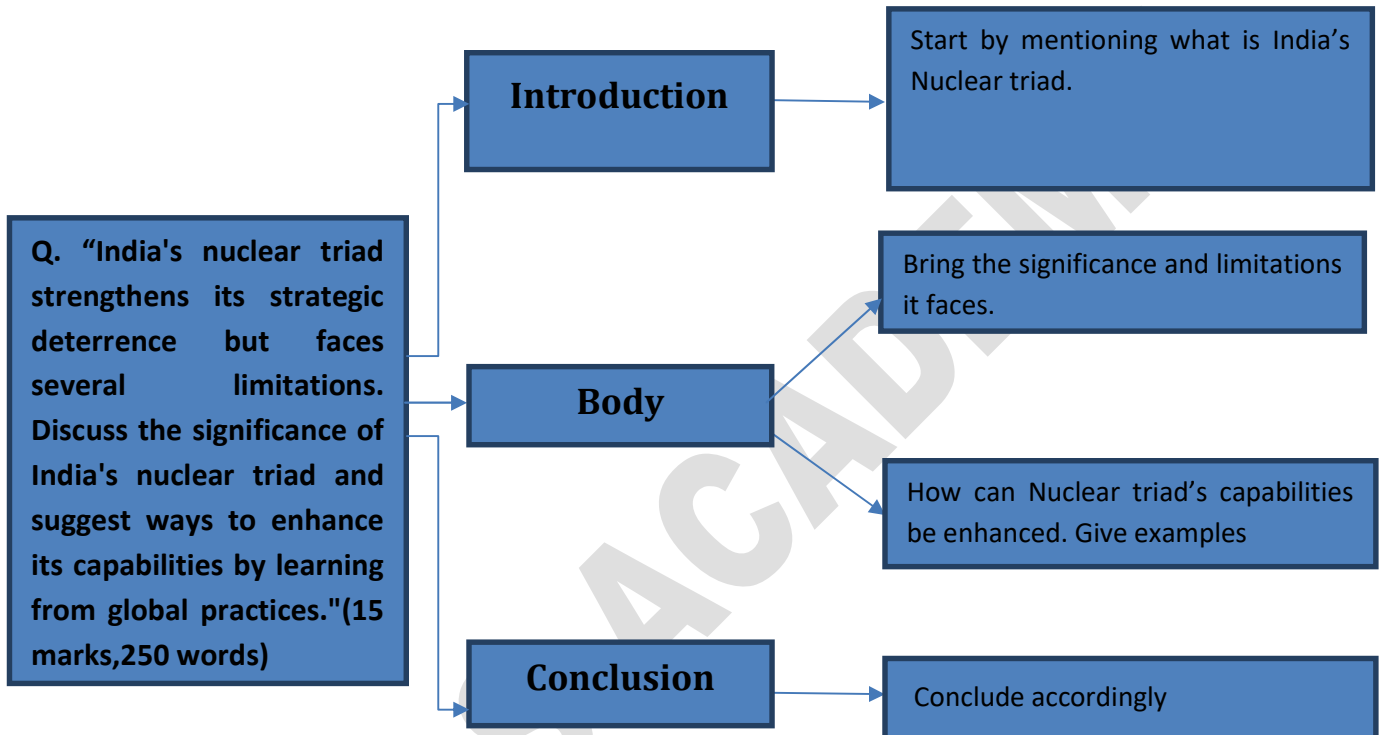 Q. “India's nuclear triad
strengthens its strategic
deterrence but faces
several limitations.
Discuss the significance of
India's nuclear triad and
suggest ways to enhance
its capabilities by learning
from global practices."(15
marks,250 words)
Introduction
Start by mentioning what is India’s
Nuclear triad.
Body
Bring the significance and limitations
it faces.
How can Nuclear triad’s capabilities
be enhanced. Give examples
Conclusion
Conclude accordingly
ACADEM